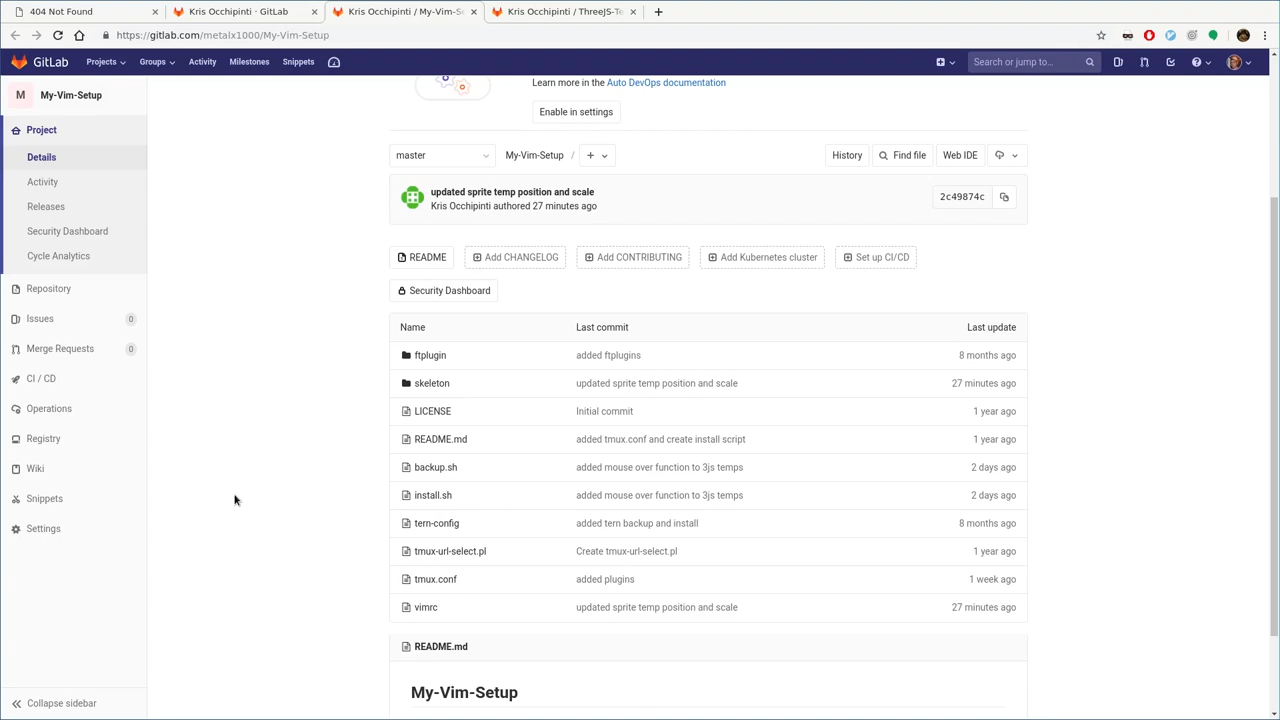 404 Not Found
Kris Occhipinti · GitLab
Kris Occhipinti / My-Vim-S
Kris Occhipinti / ThreeJS-Te
https://gitlab.com/metalx1000/My-Vim-Setup
GitLab
Projects
Groups
Activity
Milestones
Snippets
Search or jump to...
M
My-Vim-Setup
Project
Details
Activity
Releases
Security Dashboard
Cycle Analytics
Repository
Issues 0
Merge Requests 0
CI / CD
Operations
Registry
Wiki
Snippets
Settings
Collapse sidebar
Learn more in the Auto DevOps documentation
Enable in settings
master
My-Vim-Setup /
History
Find file
Web IDE
updated sprite temp position and scale
Kris Occhipinti authored 27 minutes ago
2c49874c
README
Add CHANGELOG
Add CONTRIBUTING
Add Kubernetes cluster
Set up CI/CD
Security Dashboard
Name Last commit Last update
ftplugin added ftplugins 8 months ago
skeleton updated sprite temp position and scale 27 minutes ago
LICENSE Initial commit 1 year ago
README.md added tmux.conf and create install script 1 year ago
backup.sh added mouse over function to 3js temps 2 days ago
install.sh added mouse over function to 3js temps 2 days ago
tern-config added tern backup and install 8 months ago
tmux-url-select.pl Create tmux-url-select.pl 1 year ago
tmux.conf added plugins 1 week ago
vimrc updated sprite temp position and scale 27 minutes ago
README.md
My-Vim-Setup